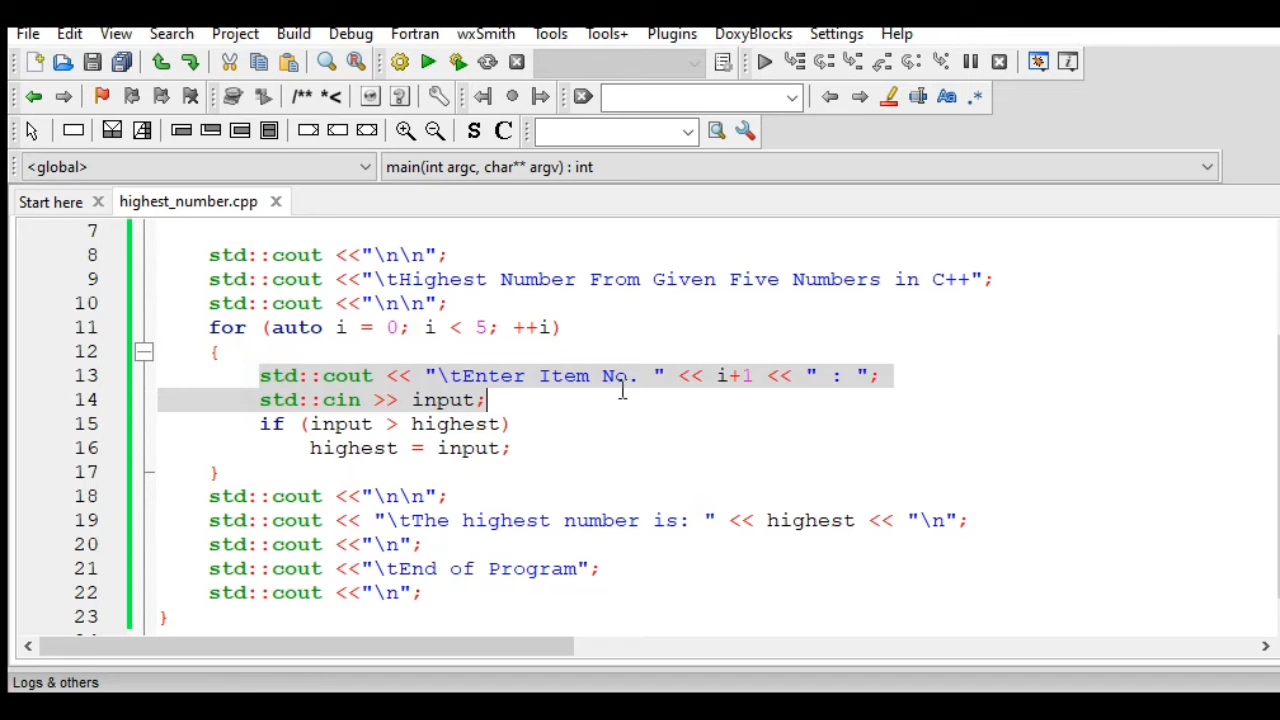 File Edit View Search Project Build Debug Fortran wxSmith Tools Tools+ Plugins DoxyBlocks Settings Help
/** *<
Aa .*
S C
<global> main(int argc, char** argv) : int
Start here highest_number.cpp
7
8 std::cout <<"\n\n";
9 std::cout <<"\tHighest Number From Given Five Numbers in C++";
10 std::cout <<"\n\n";
11 for (auto i = 0; i < 5; ++i)
12 {
13 std::cout << "\tEnter Item No. " << i+1 << " : ";
14 std::cin >> input;
15 if (input > highest)
16 highest = input;
17 }
18 std::cout <<"\n\n";
19 std::cout << "\tThe highest number is: " << highest << "\n";
20 std::cout <<"\n";
21 std::cout <<"\tEnd of Program";
22 std::cout <<"\n";
23 }
Logs & others